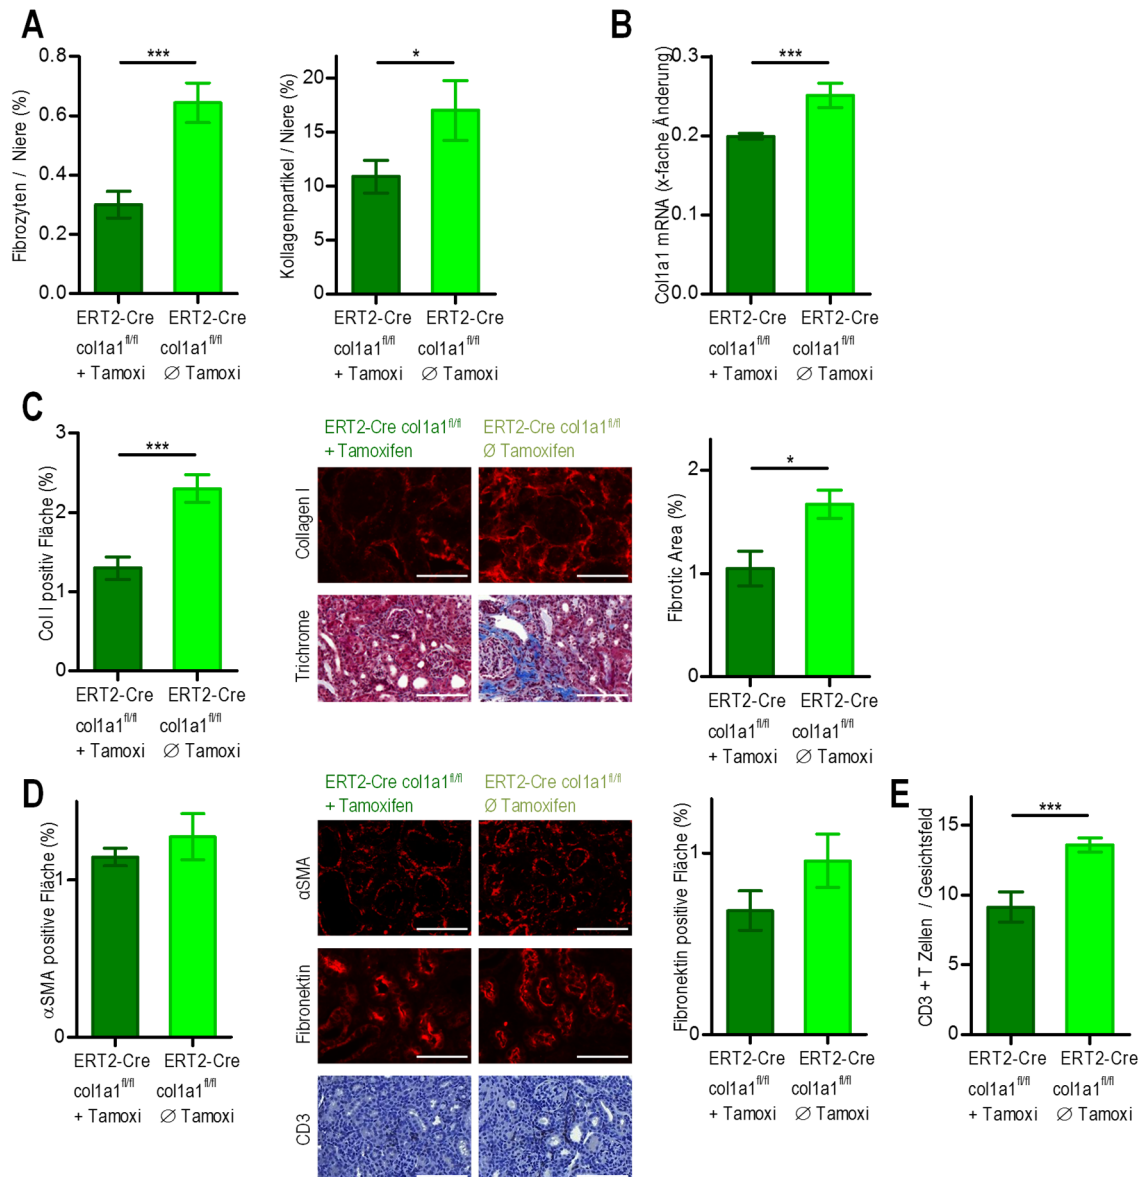 A
B
Fibrozyten / Niere (%)
0.8
0.6
0.4
0.2
0.0
***
ERT2-Cre
col1a1fl/fl
+ Tamoxi
ERT2-Cre
col1a1fl/fl
∅ Tamoxi
Kollagenpartikel / Niere (%)
20
15
10
5
0
*
ERT2-Cre
col1a1fl/fl
+ Tamoxi
ERT2-Cre
col1a1fl/fl
∅ Tamoxi
Col1a1 mRNA (x-fache Änderung)
0.3
0.2
0.1
0.0
***
ERT2-Cre
col1a1fl/fl
+ Tamoxi
ERT2-Cre
col1a1fl/fl
∅ Tamoxi
C
Col I positiv Fläche (%)
3
2
1
0
***
ERT2-Cre
col1a1fl/fl
+ Tamoxi
ERT2-Cre
col1a1fl/fl
∅ Tamoxi
ERT2-Cre col1a1fl/fl
+ Tamoxifen
ERT2-Cre col1a1fl/fl
Ø Tamoxifen
Collagen I
Trichrome
Fibrotic Area (%)
2
1
0
*
ERT2-Cre
col1a1fl/fl
+ Tamoxi
ERT2-Cre
col1a1fl/fl
∅ Tamoxi
D
αSMA positive Fläche (%)
1
0
ERT2-Cre
col1a1fl/fl
+ Tamoxi
ERT2-Cre
col1a1fl/fl
∅ Tamoxi
ERT2-Cre col1a1fl/fl
+ Tamoxifen
ERT2-Cre col1a1fl/fl
Ø Tamoxifen
αSMA
Fibronektin
CD3
Fibronektin positive Fläche (%)
1
0
ERT2-Cre
col1a1fl/fl
+ Tamoxi
ERT2-Cre
col1a1fl/fl
∅ Tamoxi
E
CD3 + T Zellen / Gesichtsfeld
15
10
5
0
***
ERT2-Cre
col1a1fl/fl
+ Tamoxi
ERT2-Cre
col1a1fl/fl
∅ Tamoxi